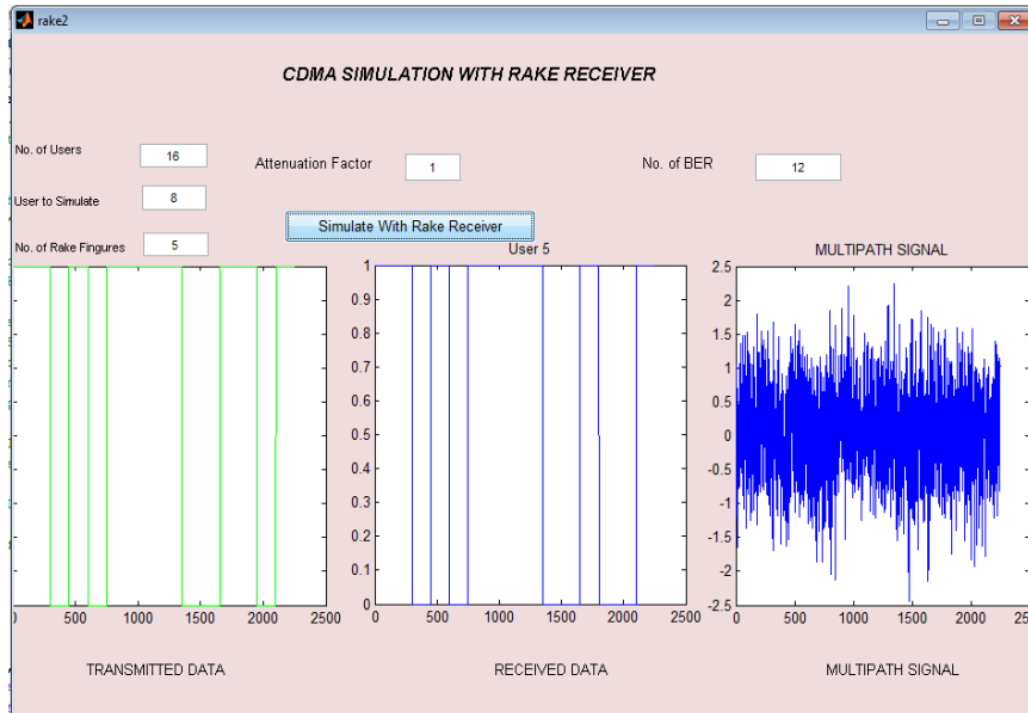 rake2
CDMA SIMULATION WITH RAKE RECEIVER
No. of Users 16
Attenuation Factor 1
No. of BER 12
User to Simulate 8
Simulate With Rake Receiver
No. of Rake Fingures 5
User 5
MULTIPATH SIGNAL
1
0.9
0.8
0.7
0.6
0.5
0.4
0.3
0.2
0.1
0
2.5
2
1.5
1
0.5
0
-0.5
-1
-1.5
-2
-2.5
0 500 1000 1500 2000 2500
0 500 1000 1500 2000 2500
0 500 1000 1500 2000 250
TRANSMITTED DATA
RECEIVED DATA
MULTIPATH SIGNAL